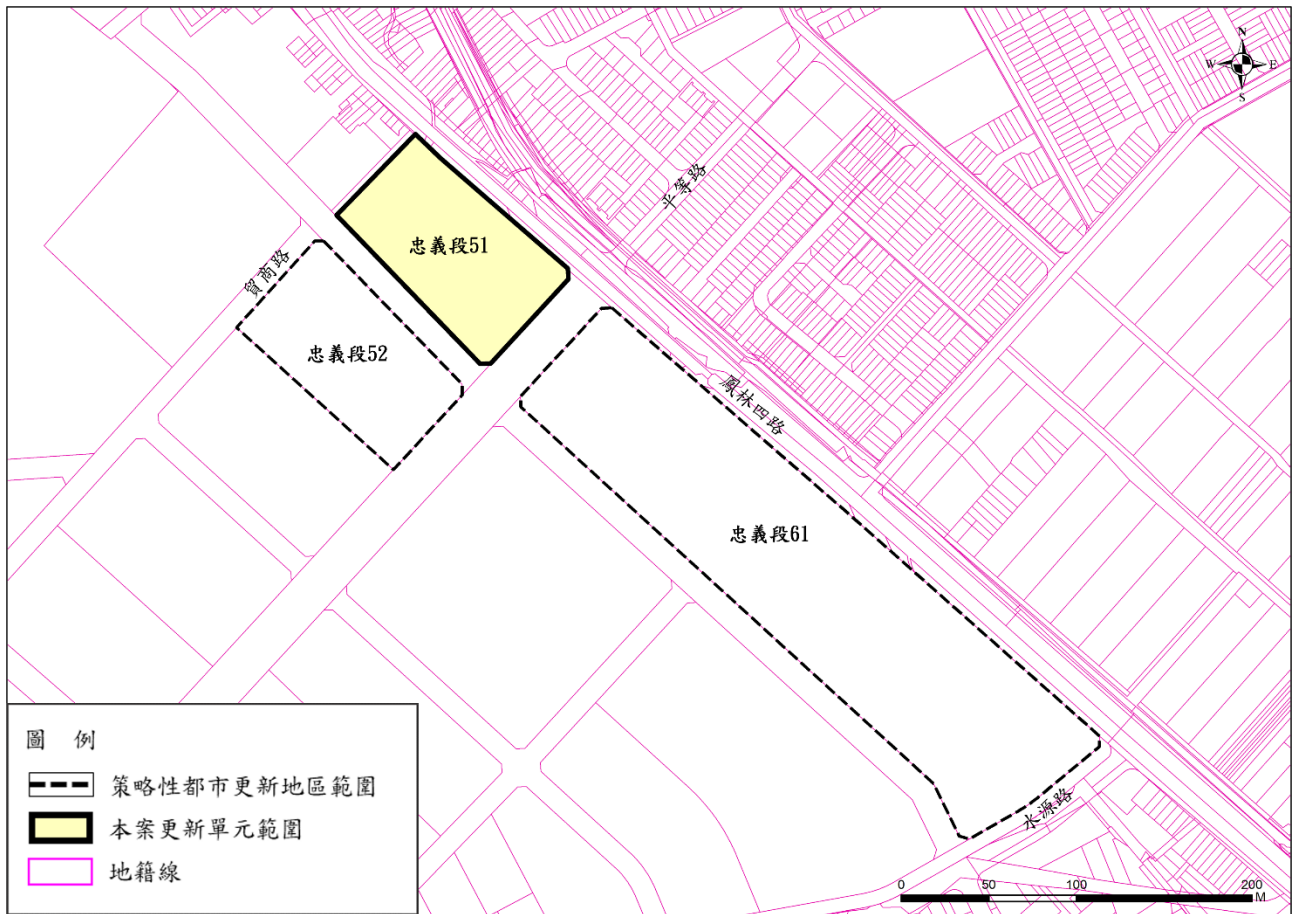 N
W E
S
平等路
忠義段51
貿商路
忠義段52
鳳林四路
忠義段61
水源路
圖 例
策略性都市更新地區範圍
本案更新單元範圍
地籍線
0 50 100 200
M